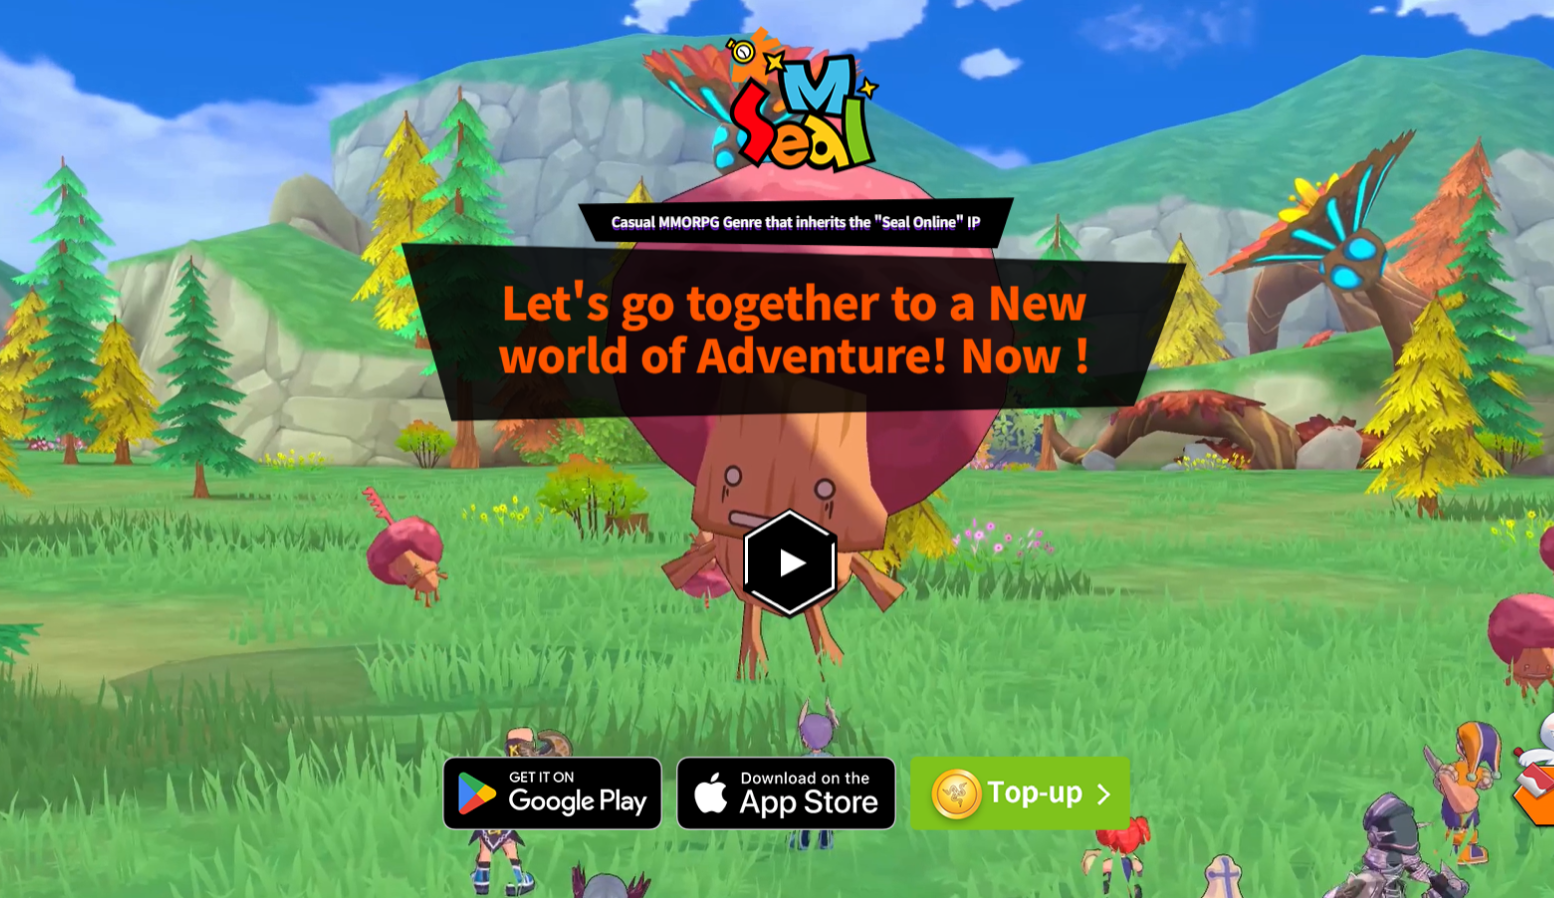 M
Seal
Casual MMORPG Genre that inherits the "Seal Online" IP
Let's go together to a New
world of Adventure! Now !
K
GET IT ON
Google Play
Download on the
App Store
Top-up